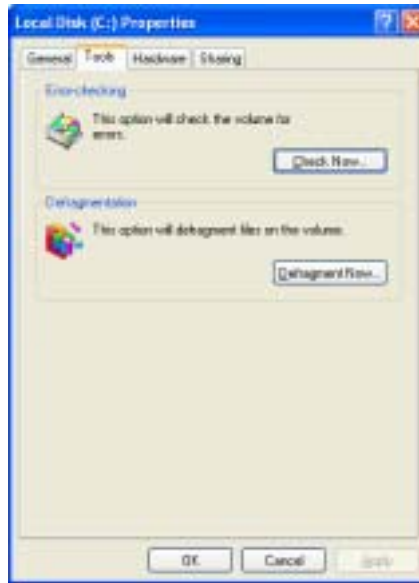 Local Disk (C:) Properties
General Tools Hardware Sharing
Error-checking
This option will check the volume for
errors.
Check Now...
Defragmentation
This option will defragment files on the volume.
Defragment Now...
OK Cancel Apply